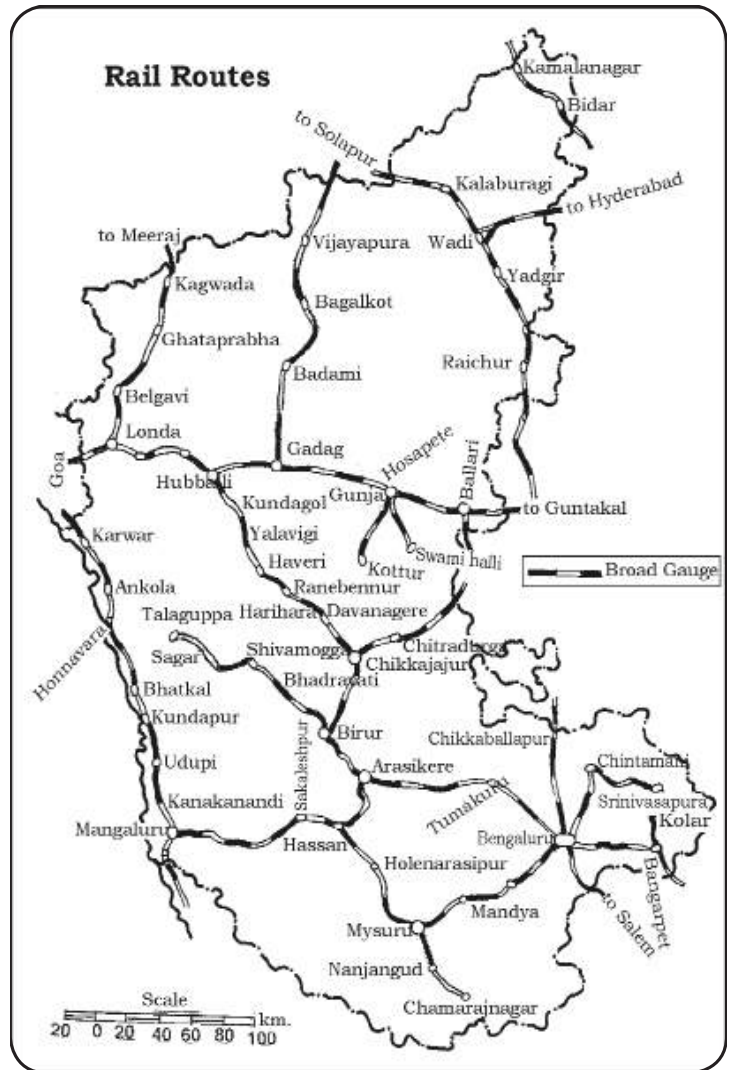 Rail Routes
Kamalanagar
Bidar
to Solapur
Kalaburagi
to Hyderabad
to Meeraj
Vijayapura
Wadi
Kagwada
Yadgir
Bagalkot
Ghataprabha
Raichur
Badami
Belgavi
Londa
Gadag
Hosapete
Ballari
Goa
Hubballi
Gunja
to Guntakal
Kundagol
Karwar
Yalavigi
Swami halli
Haveri
Kottur
Broad Gauge
Ankola
Ranebennur
Talaguppa
Harihara
Davanagere
Honnavara
Sagar
Shivamogga
Chitradurga
Chikkajajur
Bhadravati
Bhatkal
Kundapur
Birur
Chikkaballapur
Sakaleshpur
Arasikere
Chintamani
Udupi
Tumakuru
Srinivasapura
Kanakanandi
Kolar
Mangaluru
Bengaluru
Hassan
Holenarasipur
Bangarpet
Mandya
to Salem
Mysuru
Nanjangud
Chamarajnagar
Scale
km.
20 0 20 40 60 80 100